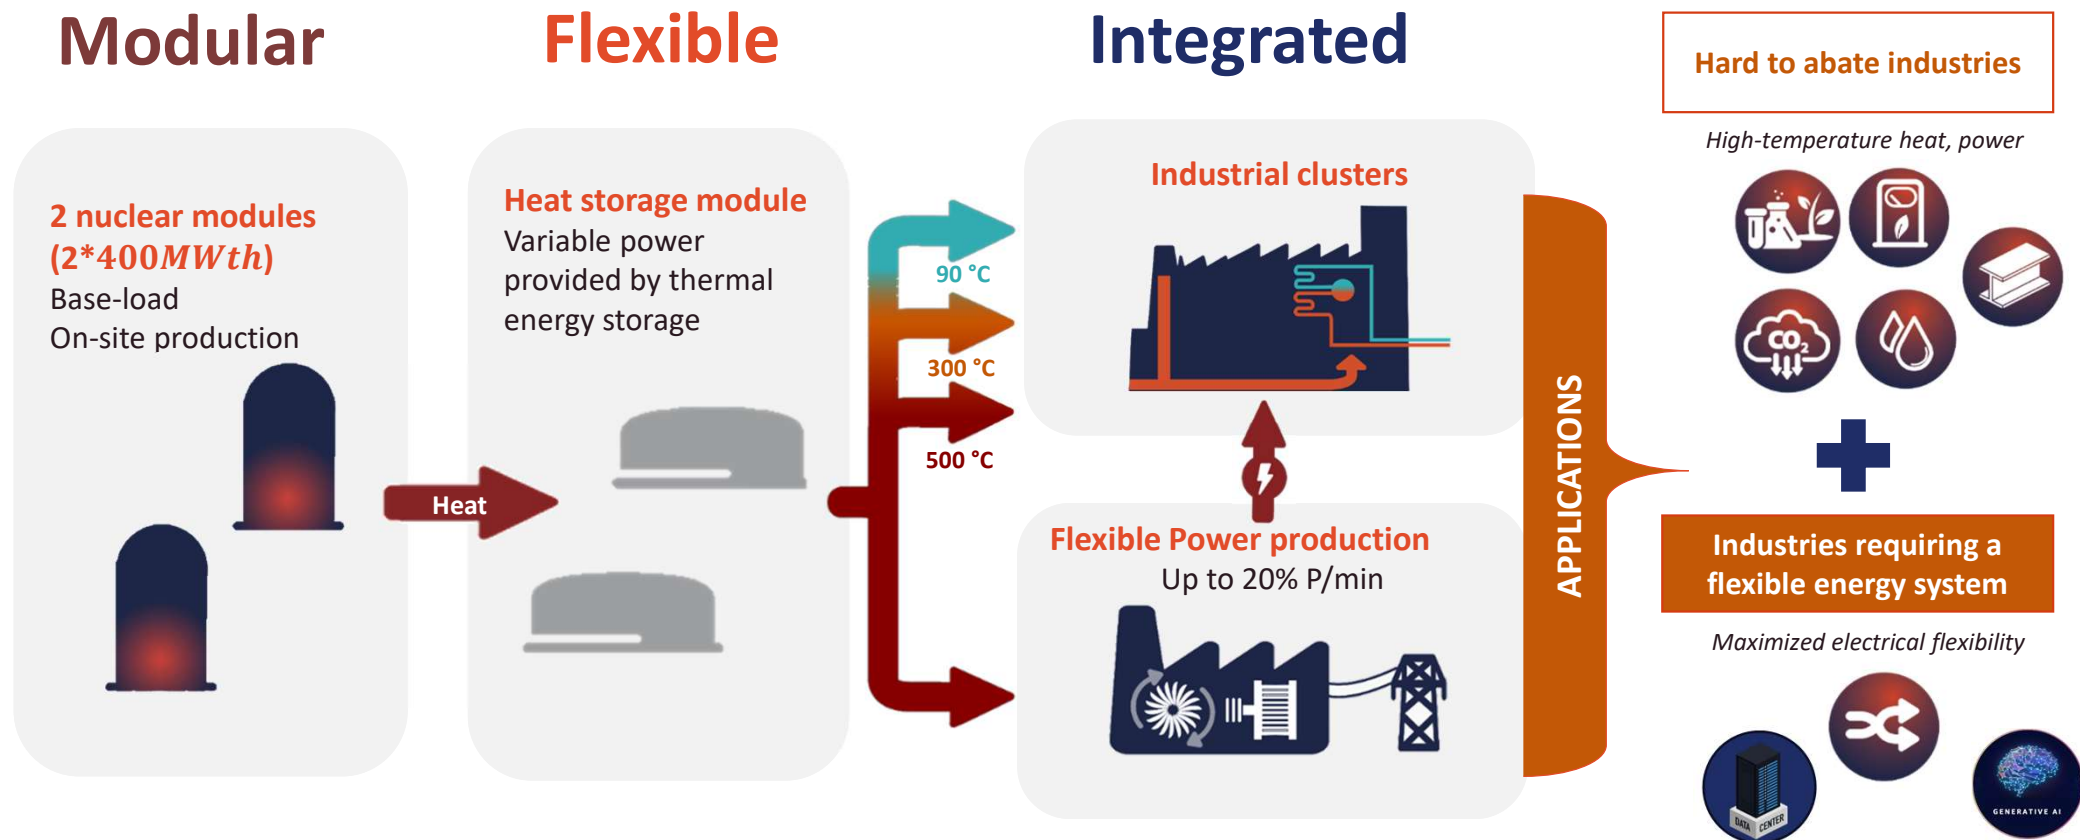 Modular
Flexible
Integrated
2 nuclear modules
(2*400MWth)
Base-load
On-site production
Heat
Heat storage module
Variable power
provided by thermal
energy storage
90 °C
300 °C
500 °C
Industrial clusters
Flexible Power production
Up to 20% P/min
APPLICATIONS
Hard to abate industries
High-temperature heat, power
CO2
Industries requiring a
flexible energy system
Maximized electrical flexibility
DATA CENTER
GENERATIVE AI